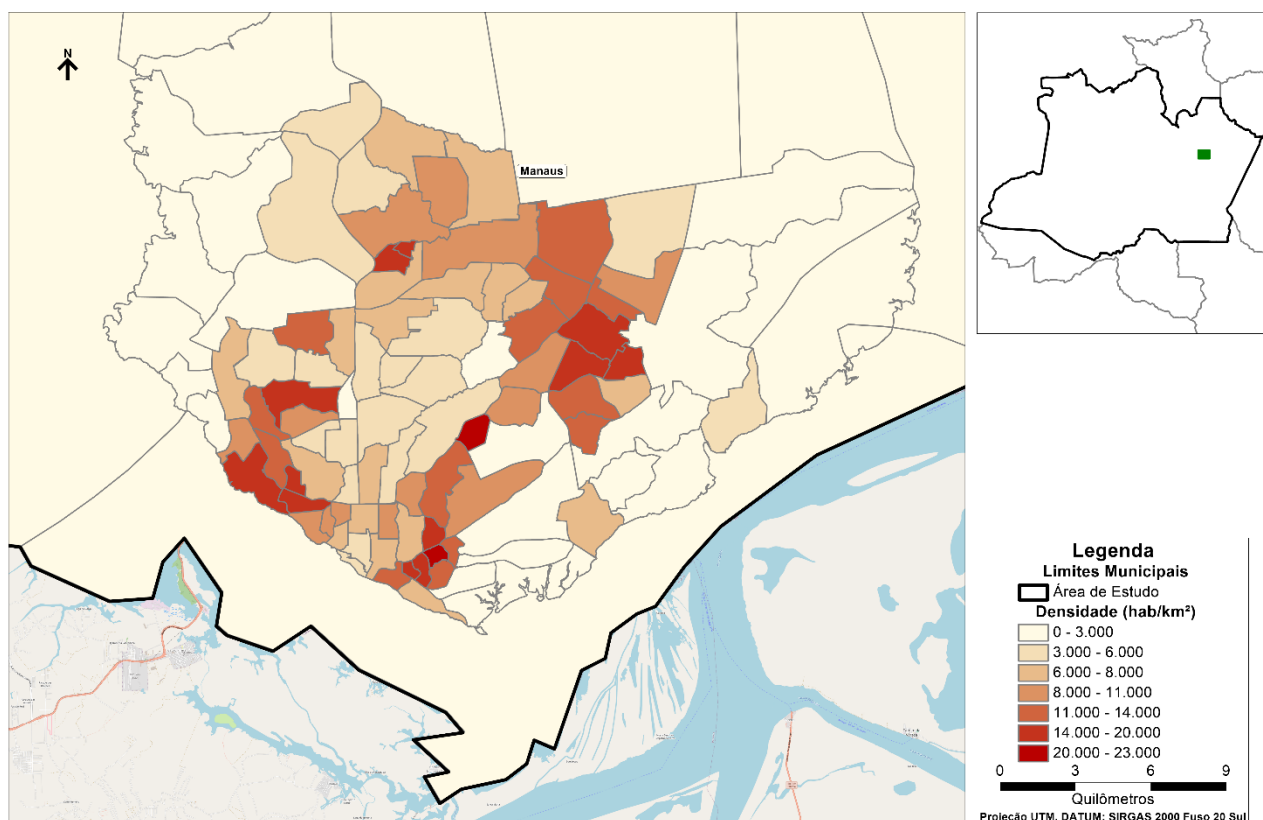 N
Manaus
Legenda
Limites Municipais
Área de Estudo
Densidade (hab/km²)
0 - 3.000
3.000 - 6.000
6.000 - 8.000
8.000 - 11.000
11.000 - 14.000
14.000 - 20.000
20.000 - 23.000
0 3 6 9
Quilômetros
Projeção UTM, DATUM: SIRGAS 2000 Fuso 20 Sul